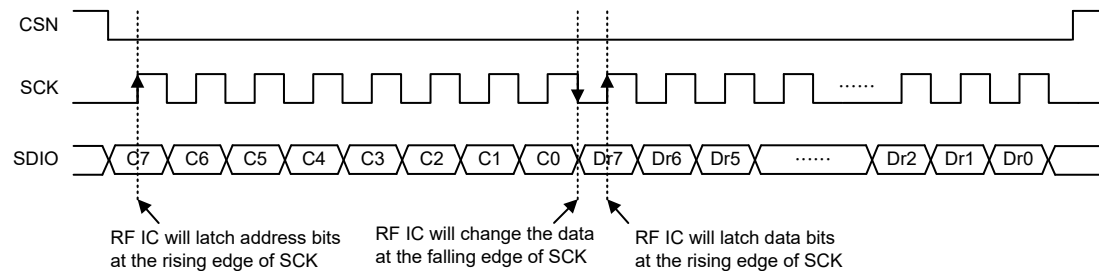 CSN
SCK
……
SDIO
C7 C6 C5 C4 C3 C2 C1 C0 Dr7 Dr6 Dr5 …… Dr2 Dr1 Dr0
RF IC will latch address bits
at the rising edge of SCK
RF IC will change the data
at the falling edge of SCK
RF IC will latch data bits
at the rising edge of SCK